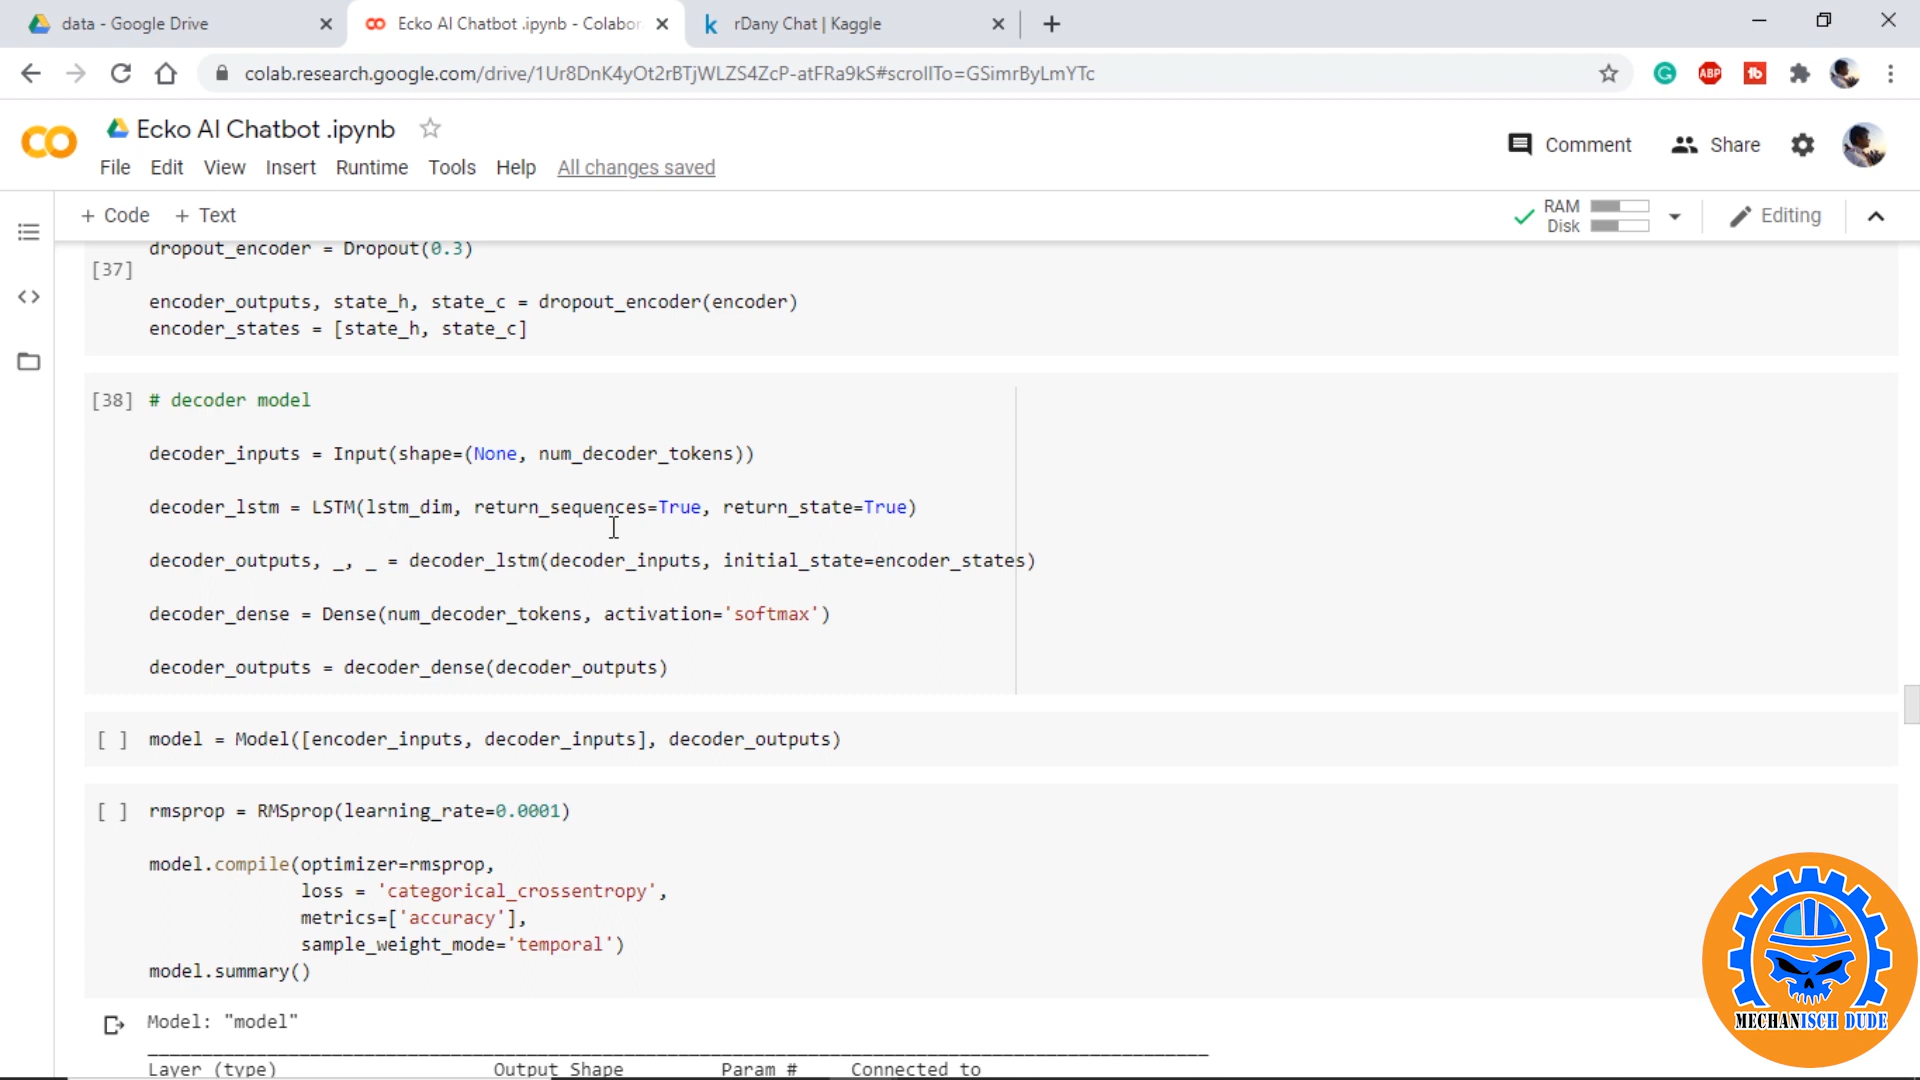 data - Google Drive
Ecko AI Chatbot .ipynb - Colabor
rDany Chat | Kaggle
colab.research.google.com/drive/1Ur8DnK4yOt2rBTjWLZS4ZcP-atFRa9kS#scrollTo=GSimrByLmYTc
ABP
Ecko AI Chatbot .ipynb
Comment
Share
File Edit View Insert Runtime Tools Help All changes saved
+ Code + Text
RAM
Disk
Editing
dropout_encoder = Dropout(0.3)
[37]
encoder_outputs, state_h, state_c = dropout_encoder(encoder)
encoder_states = [state_h, state_c]
[38] # decoder model
decoder_inputs = Input(shape=(None, num_decoder_tokens))
decoder_lstm = LSTM(lstm_dim, return_sequences=True, return_state=True)
decoder_outputs, _, _ = decoder_lstm(decoder_inputs, initial_state=encoder_states)
decoder_dense = Dense(num_decoder_tokens, activation='softmax')
decoder_outputs = decoder_dense(decoder_outputs)
[ ] model = Model([encoder_inputs, decoder_inputs], decoder_outputs)
[ ] rmsprop = RMSprop(learning_rate=0.0001)
model.compile(optimizer=rmsprop,
loss = 'categorical_crossentropy',
metrics=['accuracy'],
sample_weight_mode='temporal')
model.summary()
Model: "model"
Layer (type) Output Shape Param # Connected to
MECHANISCH DUDE